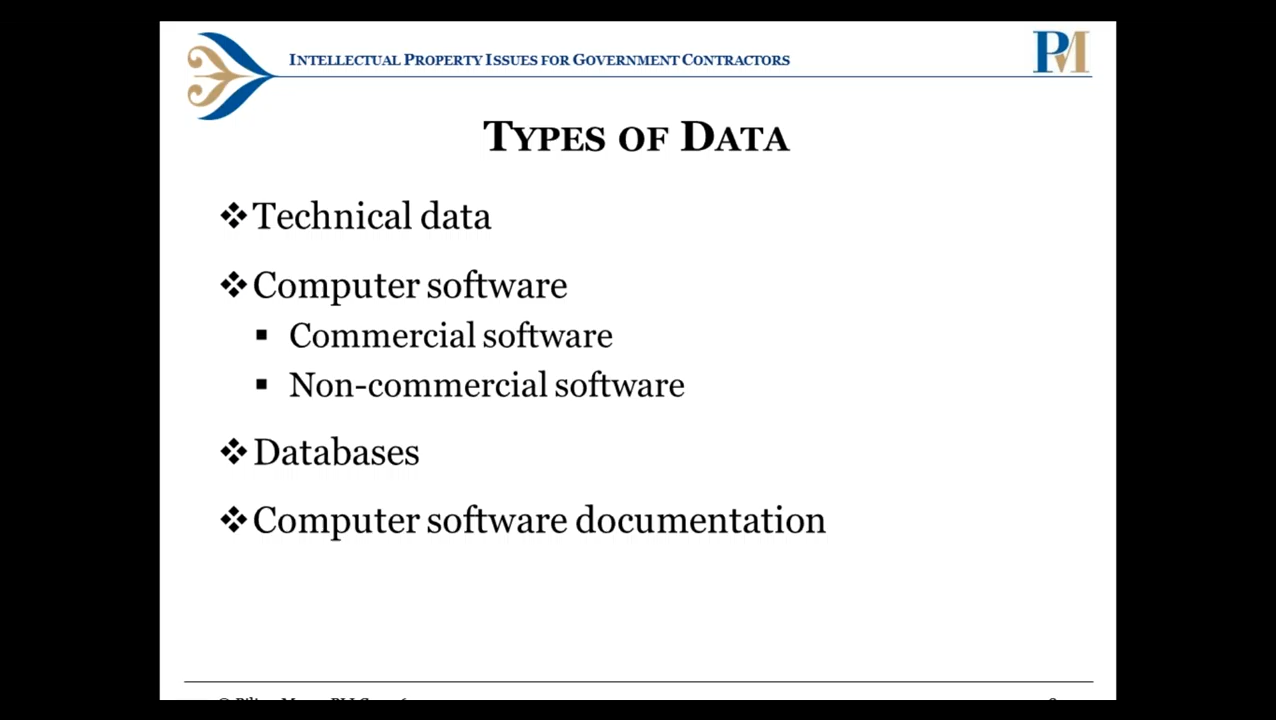 INTELLECTUAL PROPERTY ISSUES FOR GOVERNMENT CONTRACTORS
PM
TYPES OF DATA
❖Technical data
❖Computer software
▪ Commercial software
▪ Non-commercial software
❖Databases
❖Computer software documentation